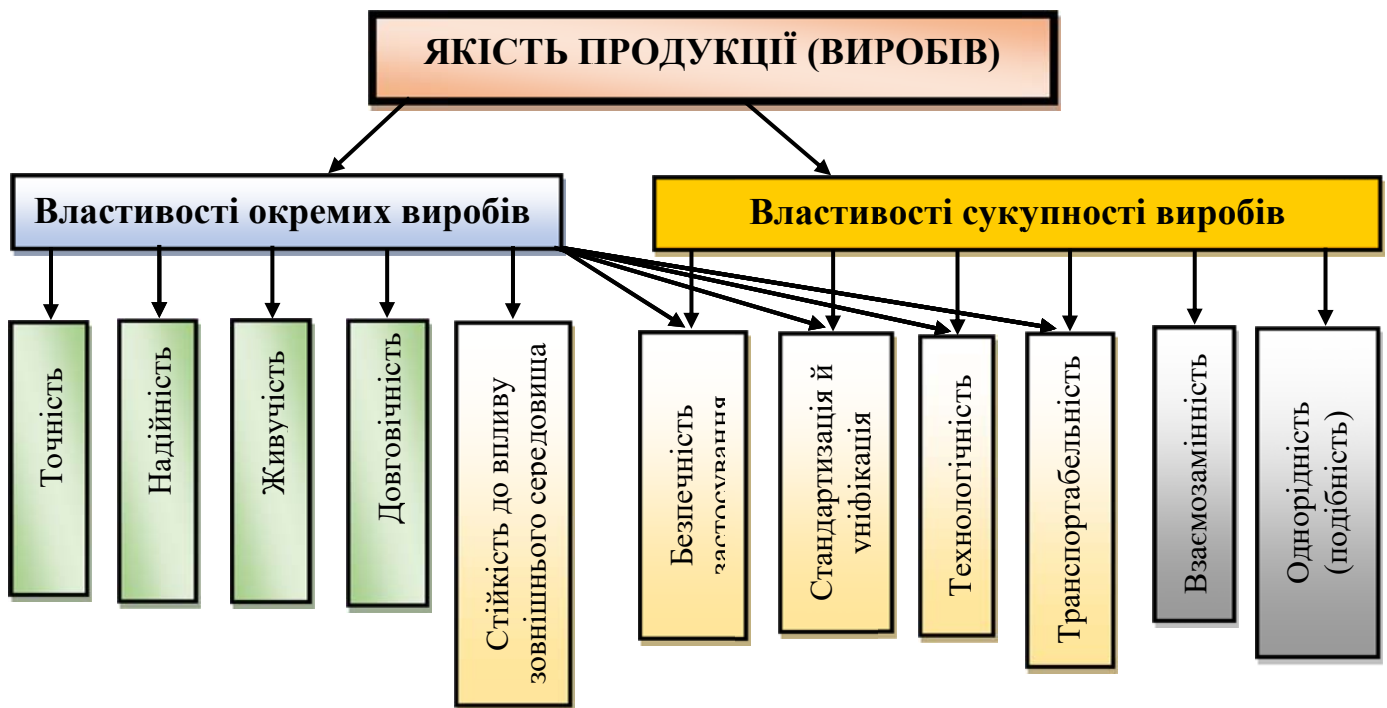 ЯКІСТЬ ПРОДУКЦІЇ (ВИРОБІВ)
Властивості окремих виробів
Властивості сукупності виробів
Точність
Надійність
Живучість
Довговічність
Стійкість до впливу
зовнішнього середовища
Безпечність
застосування
Стандартизація й
уніфікація
Технологічність
Транспортабельність
Взаємозамінність
Однорідність
(подібність)